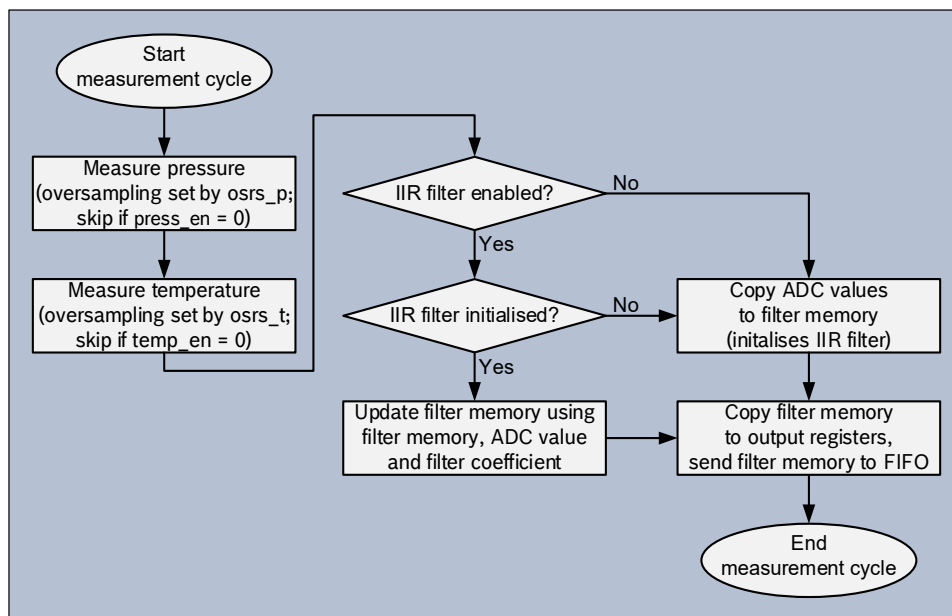 Start
measurement cycle
Measure pressure
(oversampling set by osrs_p;
skip if press_en = 0)
Measure temperature
(oversampling set by osrs_t;
skip if temp_en = 0)
IIR filter enabled?
No
Yes
IIR filter initialised?
No
Yes
Copy ADC values
to filter memory
(initalises IIR filter)
Update filter memory using
filter memory, ADC value
and filter coefficient
Copy filter memory
to output registers,
send filter memory to FIFO
End
measurement cycle